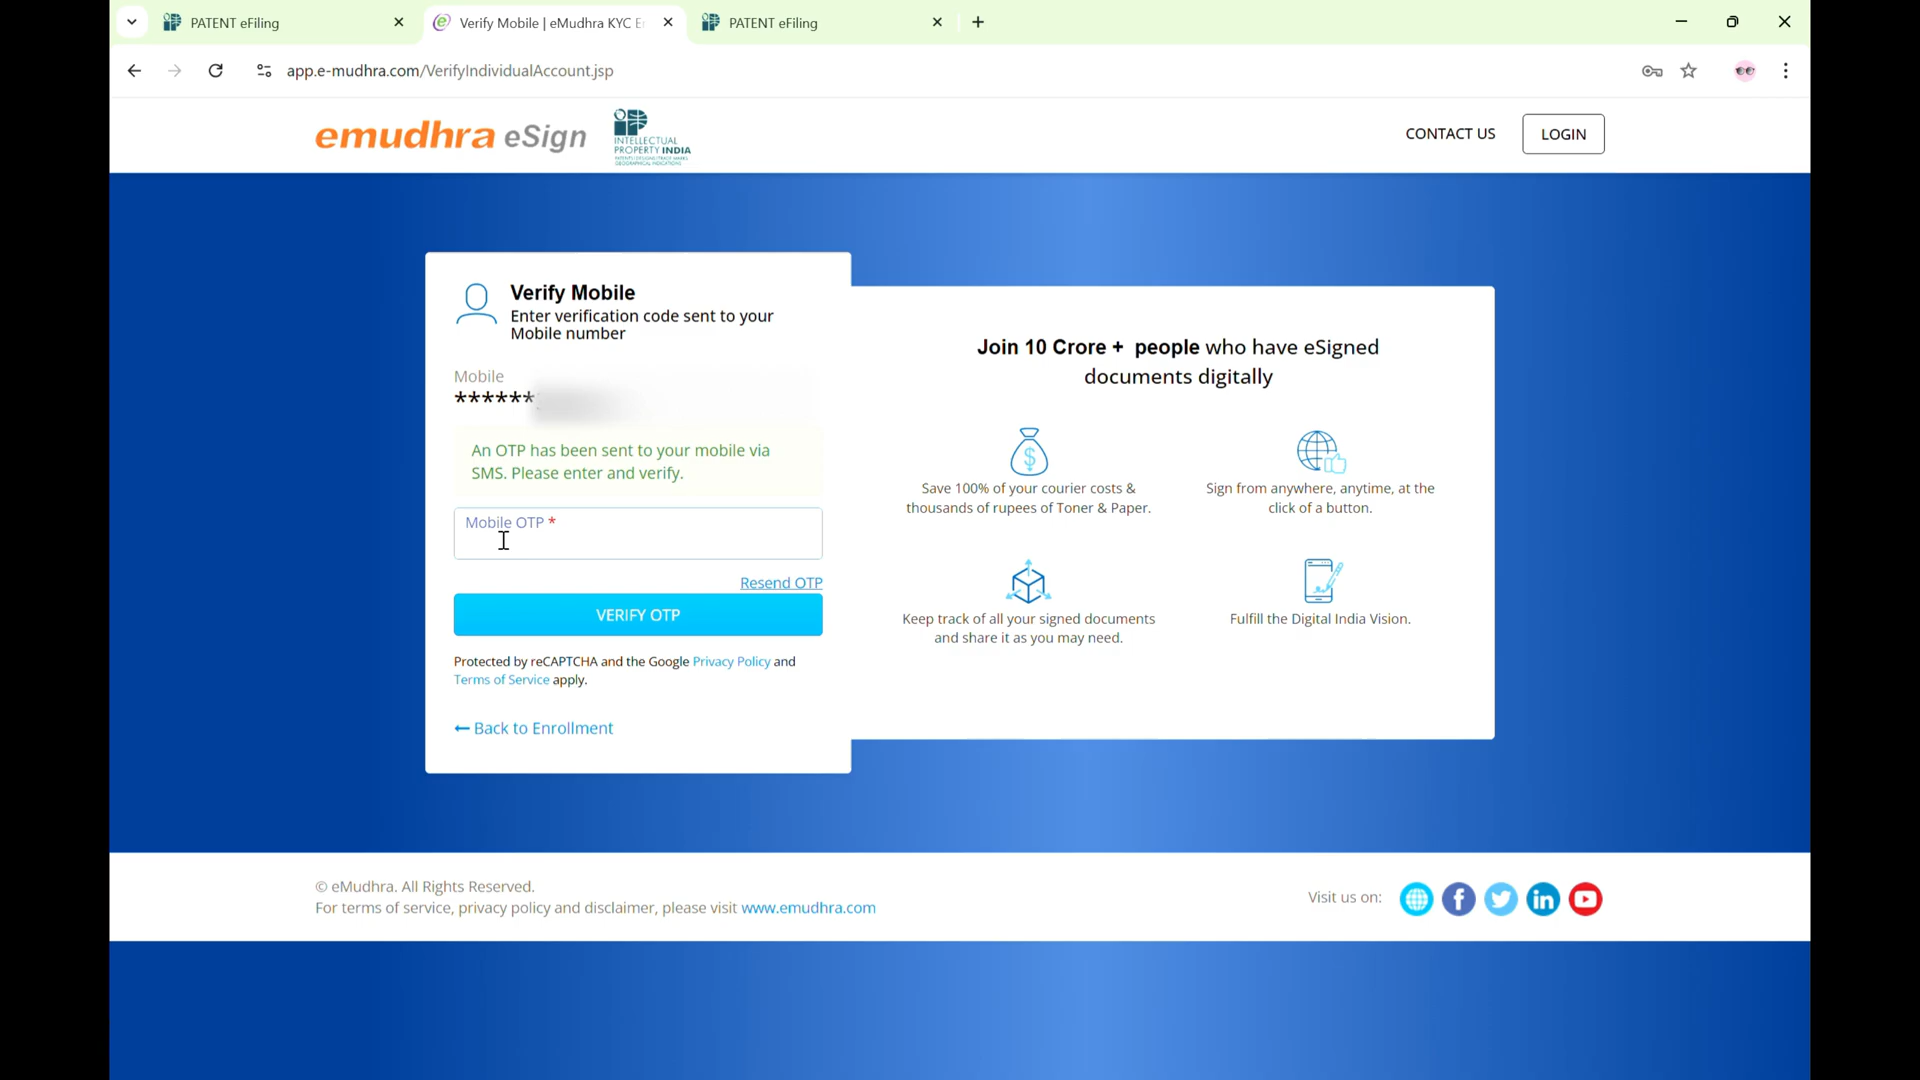 PATENT eFiling
Verify Mobile | eMudhra KYC E
PATENT eFiling
app.e-mudhra.com/VerifyIndividualAccount.jsp
emudhra eSign
INTELLECTUAL
PROPERTY INDIA
PATENTS | DESIGNS | TRADE MARKS
GEOGRAPHICAL INDICATIONS
CONTACT US
LOGIN
Verify Mobile
Enter verification code sent to your
Mobile number
Mobile
******
An OTP has been sent to your mobile via
SMS. Please enter and verify.
Mobile OTP *
Resend OTP
VERIFY OTP
Protected by reCAPTCHA and the Google Privacy Policy and
Terms of Service apply.
Back to Enrollment
Join 10 Crore + people who have eSigned
documents digitally
Save 100% of your courier costs &
thousands of rupees of Toner & Paper.
Sign from anywhere, anytime, at the
click of a button.
Keep track of all your signed documents
and share it as you may need.
Fulfill the Digital India Vision.
© eMudhra. All Rights Reserved.
For terms of service, privacy policy and disclaimer, please visit www.emudhra.com
Visit us on: